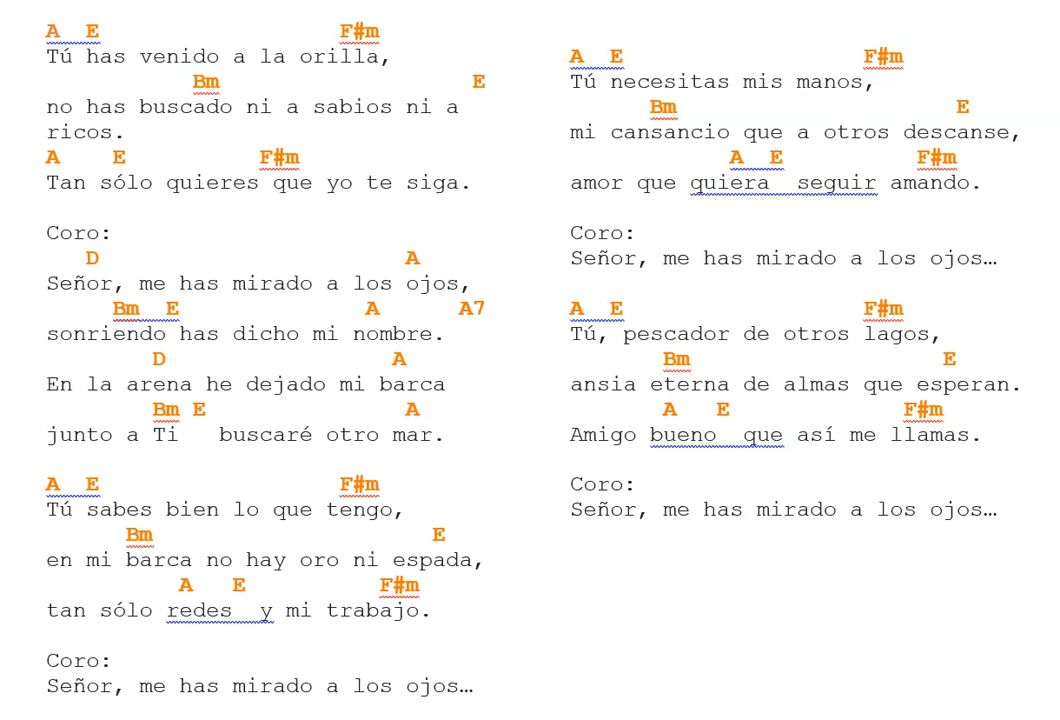 A  E                  F#m
Tú has venido a la orilla,
           Bm                   E
no has buscado ni a sabios ni a
ricos.
A    E          F#m
Tan sólo quieres que yo te siga.

Coro:
   D                       A
Señor, me has mirado a los ojos,
     Bm  E              A      A7
sonriendo has dicho mi nombre.
        D                 A
En la arena he dejado mi barca
        Bm E               A
junto a Ti   buscaré otro mar.

A  E                  F#m
Tú sabes bien lo que tengo,
      Bm                     E
en mi barca no hay oro ni espada,
          A   E          F#m
tan sólo redes  y mi trabajo.

Coro:
Señor, me has mirado a los ojos…

A  E                  F#m
Tú necesitas mis manos,
      Bm                     E
mi cansancio que a otros descanse,
            A  E          F#m
amor que quiera  seguir amando.

Coro:
Señor, me has mirado a los ojos…

A  E                  F#m
Tú, pescador de otros lagos,
       Bm                   E
ansia eterna de almas que esperan.
       A   E             F#m
Amigo bueno  que así me llamas.

Coro:
Señor, me has mirado a los ojos…